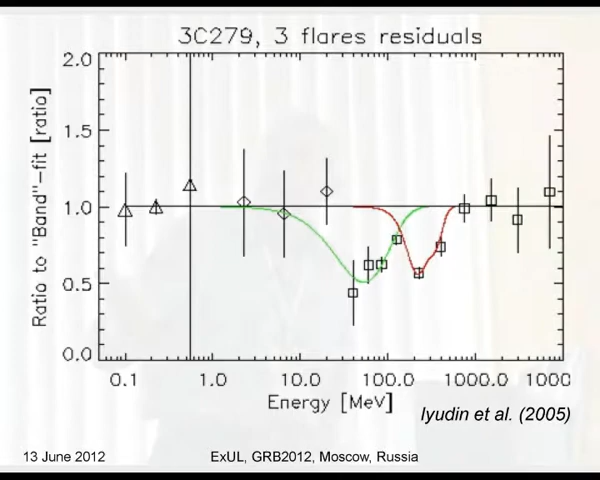 3C279, 3 flares residuals
Ratio to "Band"-fit [ratio]
2.0
1.5
1.0
0.5
0.0
0.1 1.0 10.0 100.0 1000.0 1000
Energy [MeV]
Iyudin et al. (2005)
13 June 2012 ExUL, GRB2012, Moscow, Russia